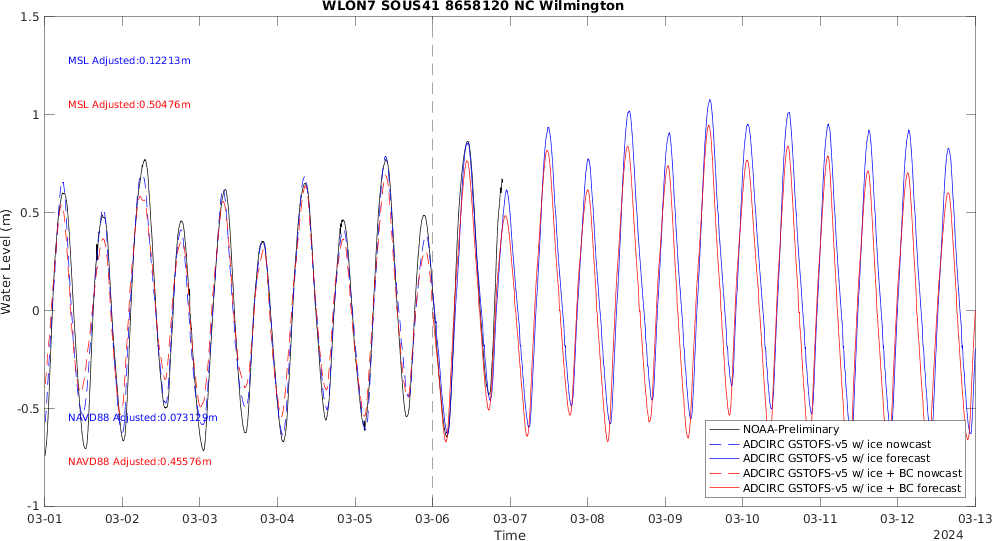 WLON7 SOUS41 8658120 NC Wilmington
1.5
1
0.5
0
-0.5
-1
Water Level (m)
MSL Adjusted:0.12213m
MSL Adjusted:0.50476m
NAVD88 Adjusted:0.073129m
NAVD88 Adjusted:0.45576m
NOAA-Preliminary
ADCIRC GSTOFS-v5 w/ ice nowcast
ADCIRC GSTOFS-v5 w/ ice forecast
ADCIRC GSTOFS-v5 w/ ice + BC nowcast
ADCIRC GSTOFS-v5 w/ ice + BC forecast
03-01 03-02 03-03 03-04 03-05 03-06 03-07 03-08 03-09 03-10 03-11 03-12 03-13
Time
2024